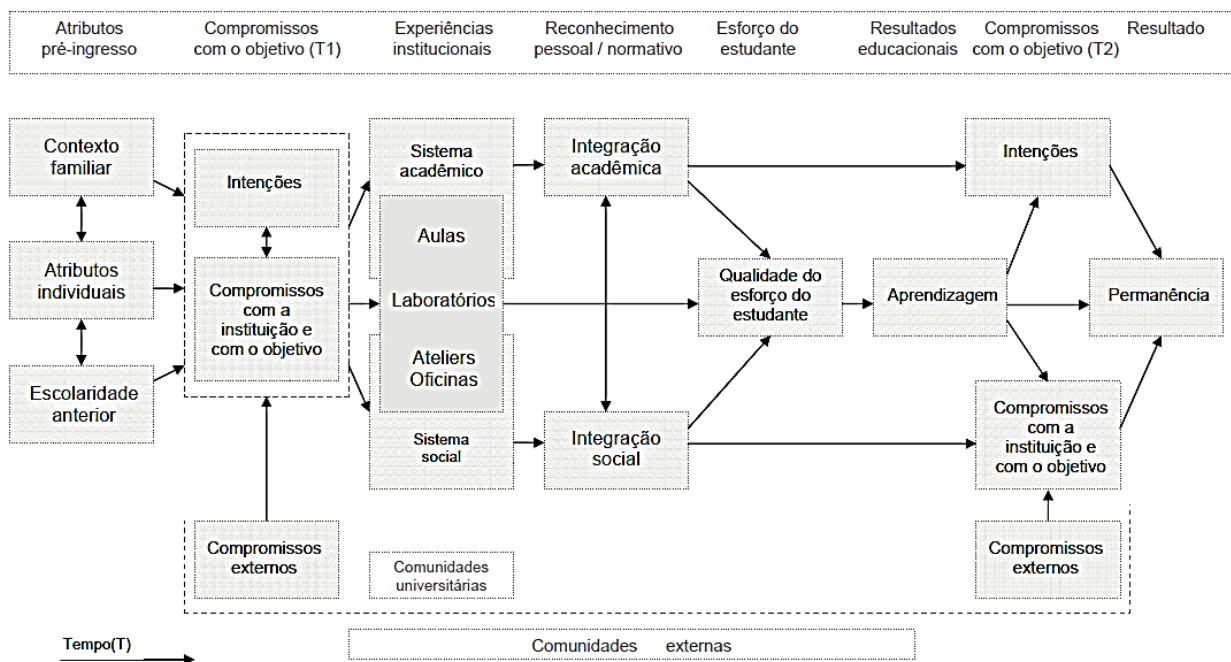 Atributos
pré-ingresso
Compromissos
com o objetivo (T1)
Experiências
institucionais
Reconhecimento
pessoal / normativo
Esforço do
estudante
Resultados
educacionais
Compromissos
com o objetivo (T2)
Resultado
Contexto
familiar
Atributos
individuais
Escolaridade
anterior
Intenções
Compromissos
com a
instituição e
com o objetivo
Compromissos
externos
Sistema
acadêmico
Aulas
Laboratórios
Ateliers
Oficinas
Sistema
social
Comunidades
universitárias
Integração
acadêmica
Integração
social
Qualidade do
esforço do
estudante
Aprendizagem
Intenções
Compromissos
com a
instituição e
com o objetivo
Compromissos
externos
Permanência
Tempo(T)
Comunidades externas